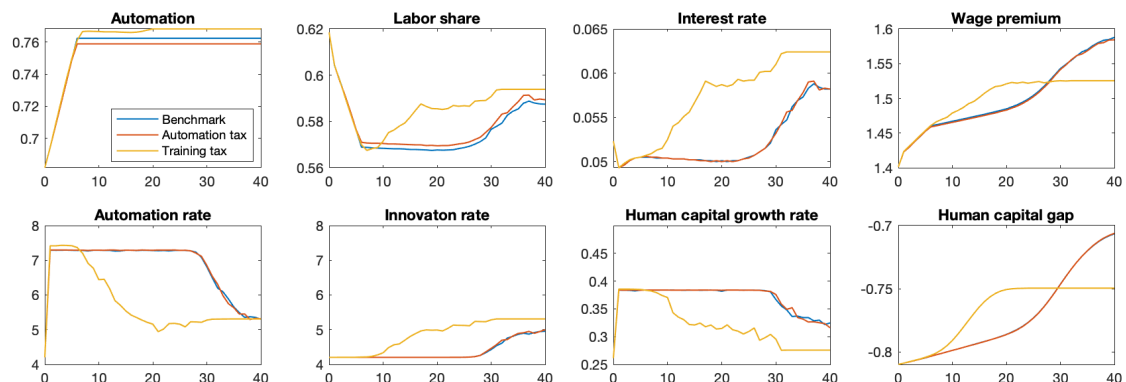 Automation
0.76
0.74
0.72
0.7
0 10 20 30 40
Benchmark
Automation tax
Training tax
Labor share
0.62
0.6
0.58
0.56
0 10 20 30 40
Interest rate
0.065
0.06
0.055
0.05
0 10 20 30 40
Wage premium
1.6
1.55
1.5
1.45
1.4
0 10 20 30 40
Automation rate
8
7
6
5
4
0 10 20 30 40
Innovaton rate
8
7
6
5
4
0 10 20 30 40
Human capital growth rate
0.45
0.4
0.35
0.3
0.25
0 10 20 30 40
Human capital gap
-0.7
-0.75
-0.8
0 10 20 30 40